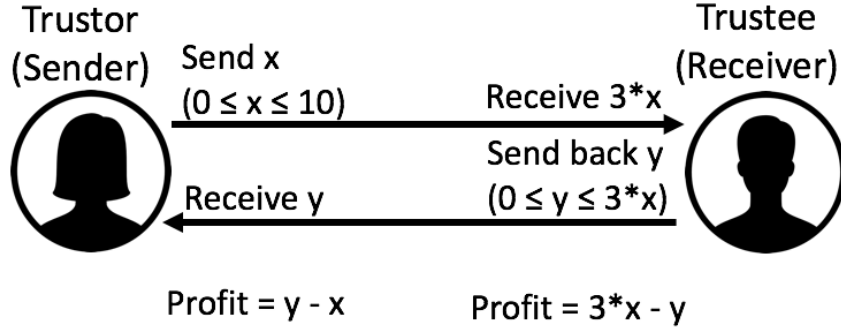 Trustor
(Sender)
Send x
(0 ≤ x ≤ 10)
Trustee
(Receiver)
Receive 3*x
Send back y
(0 ≤ y ≤ 3*x)
Receive y
Profit = y - x
Profit = 3*x - y